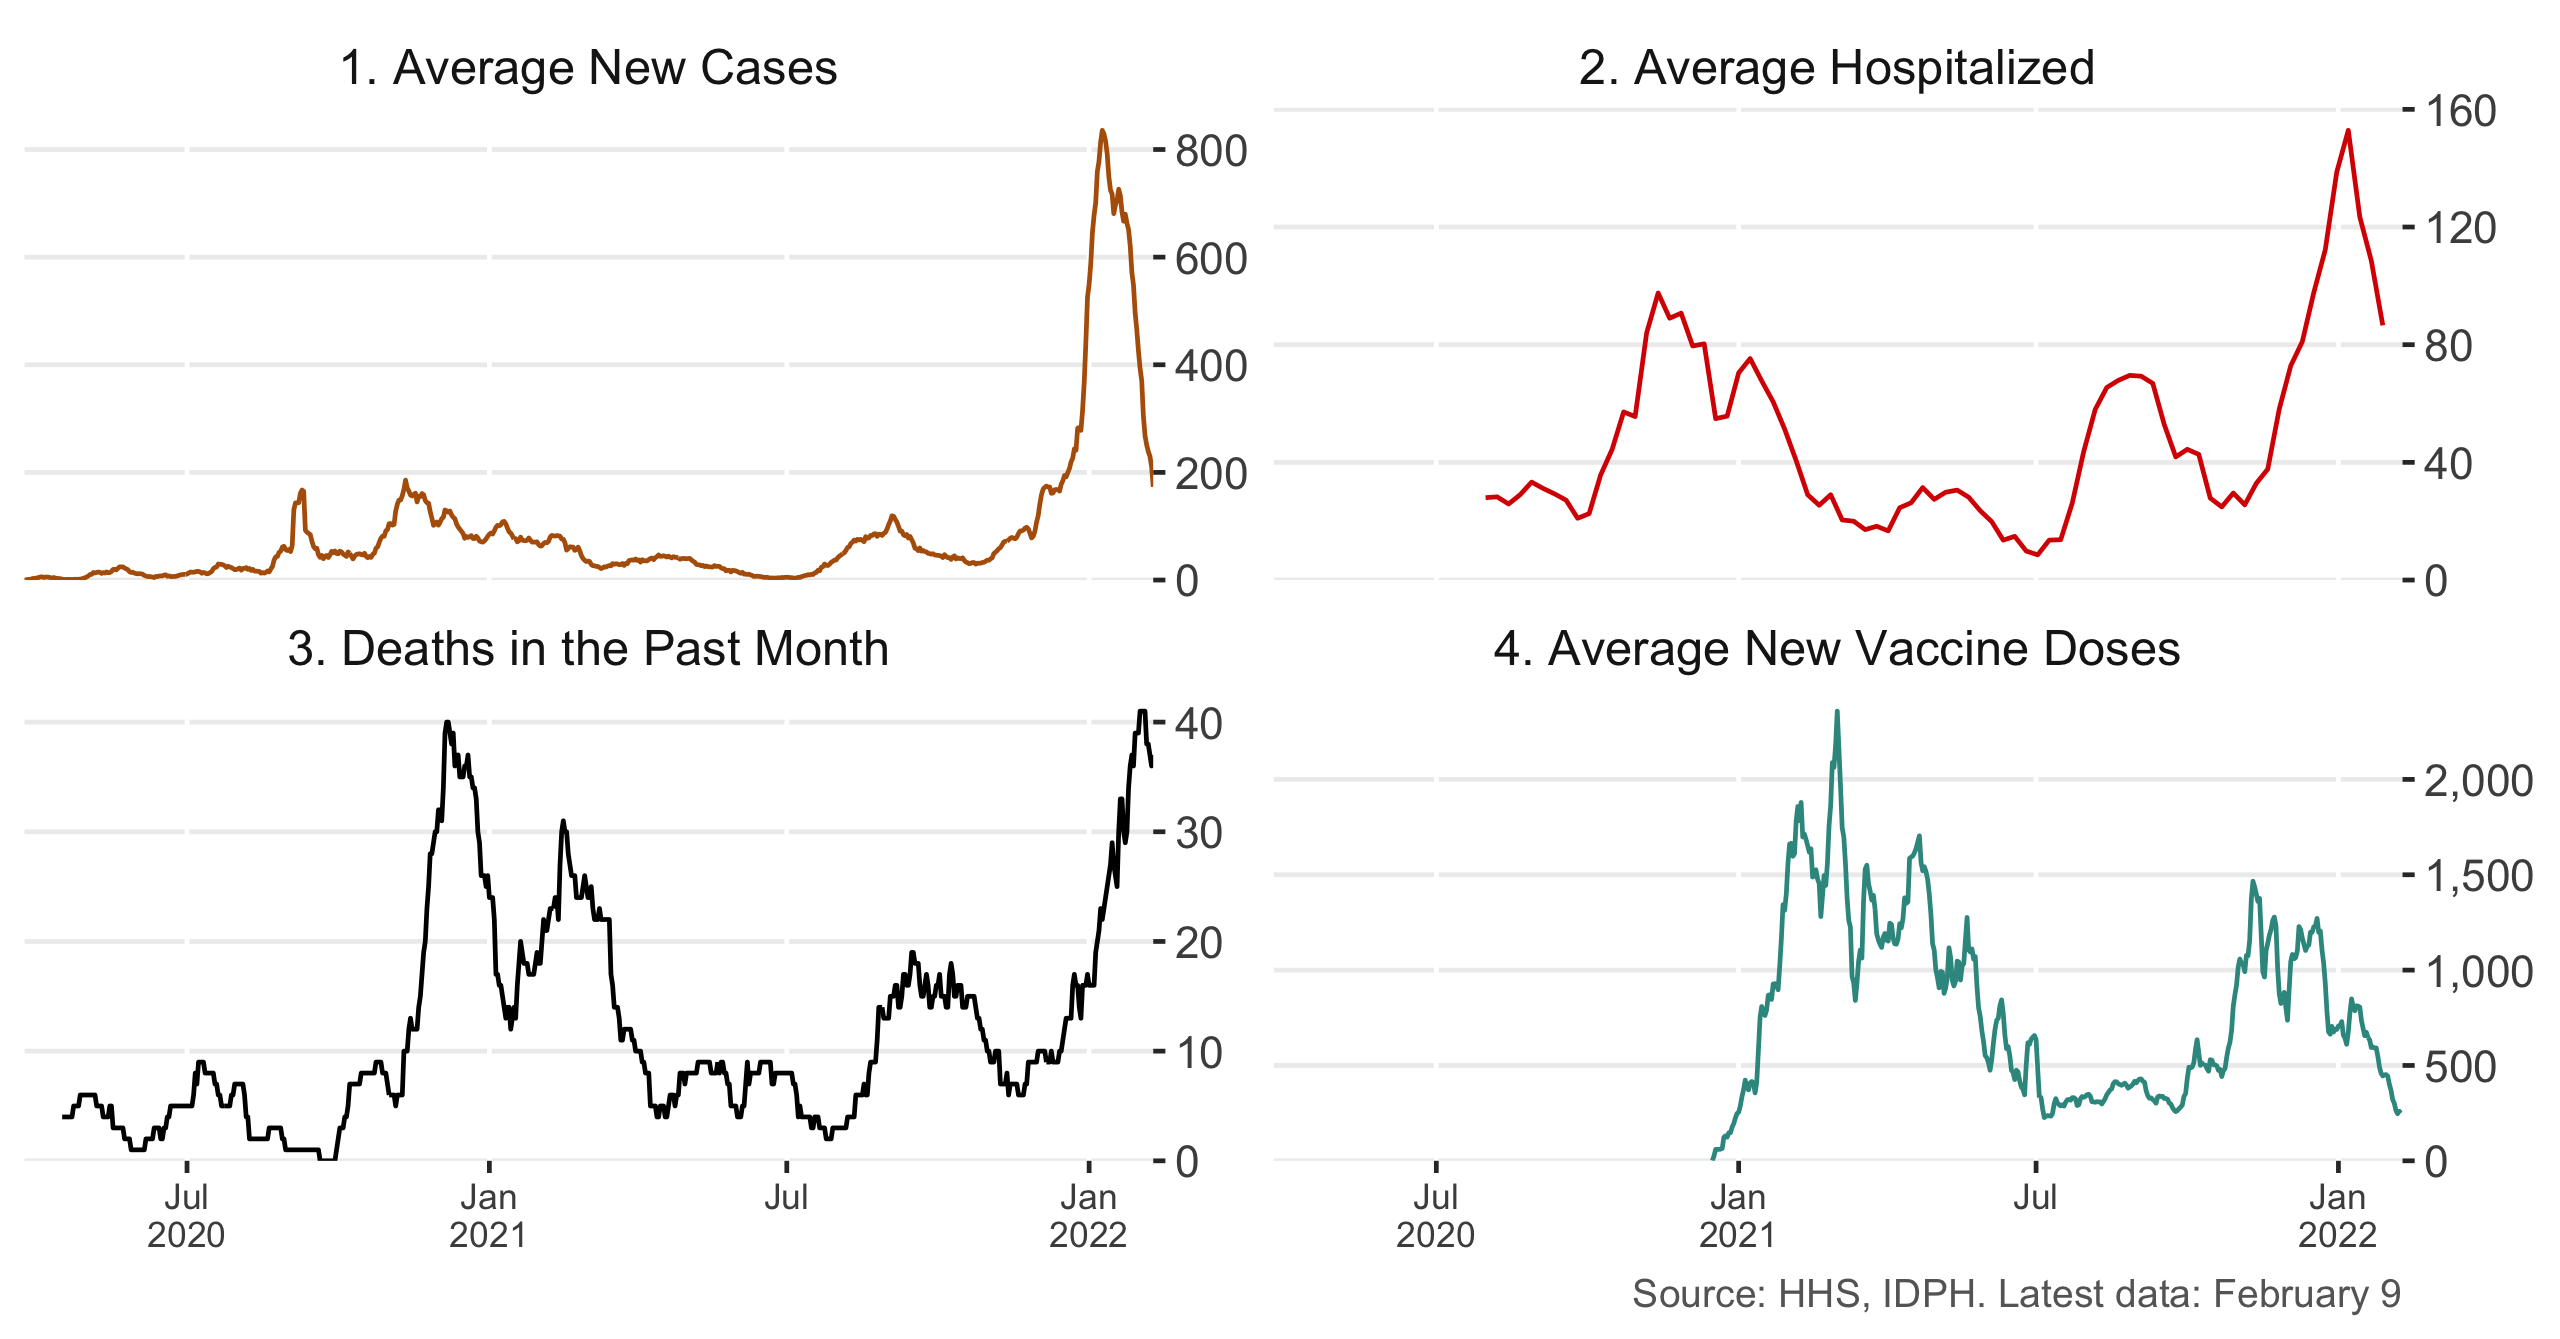 1. Average New Cases
800
600
400
200
0
2. Average Hospitalized
160
120
80
40
0
3. Deaths in the Past Month
40
30
20
10
0
Jul
2020
Jan
2021
Jul
Jan
2022
4. Average New Vaccine Doses
2,000
1,500
1,000
500
0
Jul
2020
Jan
2021
Jul
Jan
2022
Source: HHS, IDPH. Latest data: February 9